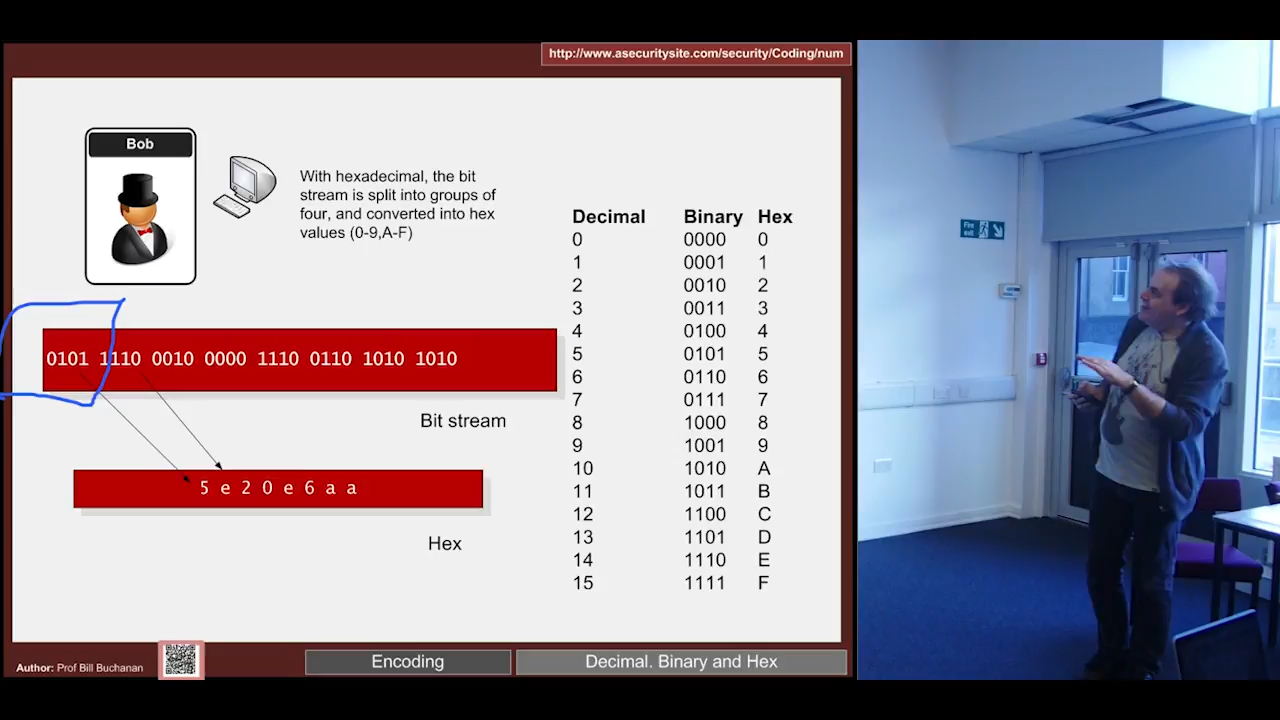 http://www.asecuritysite.com/security/Coding/num
Bob
With hexadecimal, the bit
stream is split into groups of
four, and converted into hex
values (0-9,A-F)
0101 1110 0010 0000 1110 0110 1010 1010
Bit stream
5 e 2 0 e 6 a a
Hex
Decimal Binary Hex
0 0000 0
1 0001 1
2 0010 2
3 0011 3
4 0100 4
5 0101 5
6 0110 6
7 0111 7
8 1000 8
9 1001 9
10 1010 A
11 1011 B
12 1100 C
13 1101 D
14 1110 E
15 1111 F
Fire
exit
Author: Prof Bill Buchanan
Encoding
Decimal. Binary and Hex